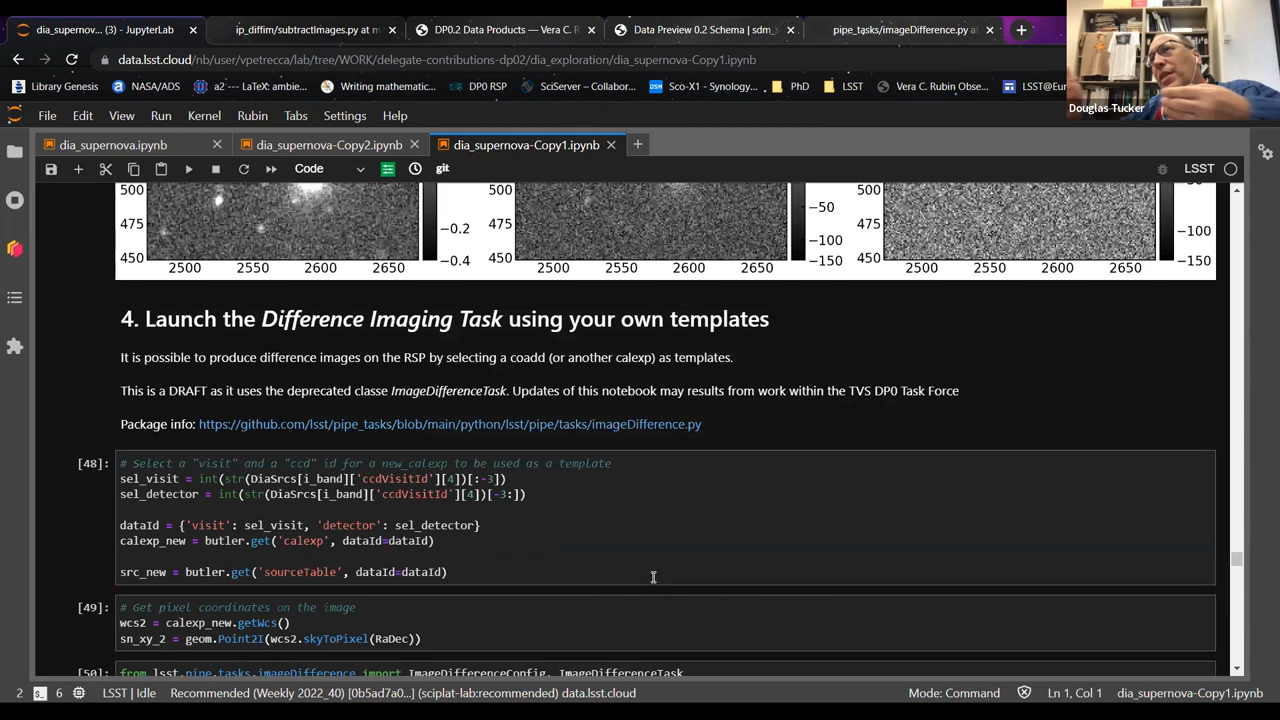 dia_supernov... (3) - JupyterLab
ip_diffim/subtractImages.py at m
DP0.2 Data Products — Vera C. R
Data Preview 0.2 Schema | sdm_
pipe_tasks/imageDifference.py at
data.lsst.cloud/nb/user/vpetrecca/lab/tree/WORK/delegate-contributions-dp02/dia_exploration/dia_supernova-Copy1.ipynb
Library Genesis
NASA/ADS
a2 --- LaTeX: ambie...
Writing mathematic...
DP0 RSP
SciServer – Collabor...
Sco-X1 - Synology...
PhD
LSST
Vera C. Rubin Obse...
LSST@Eur
Douglas Tucker
File Edit View Run Kernel Rubin Tabs Settings Help
dia_supernova.ipynb
dia_supernova-Copy2.ipynb
dia_supernova-Copy1.ipynb
Code
git
LSST
500 500 −50 500
475 −0.2 475 −100 475 −100
450 −0.4 450 −150 450 −150
2500 2550 2600 2650 2500 2550 2600 2650 2500 2550 2600 2650
4. Launch the Difference Imaging Task using your own templates
It is possible to produce difference images on the RSP by selecting a coadd (or another calexp) as templates.
This is a DRAFT as it uses the deprecated classe ImageDifferenceTask. Updates of this notebook may results from work within the TVS DP0 Task Force
Package info: https://github.com/lsst/pipe_tasks/blob/main/python/lsst/pipe/tasks/imageDifference.py
[48]: # Select a "visit" and a "ccd" id for a new_calexp to be used as a template
sel_visit = int(str(DiaSrcs[i_band]['ccdVisitId'][4])[:-3])
sel_detector = int(str(DiaSrcs[i_band]['ccdVisitId'][4])[-3:])
dataId = {'visit': sel_visit, 'detector': sel_detector}
calexp_new = butler.get('calexp', dataId=dataId)
src_new = butler.get('sourceTable', dataId=dataId)
[49]: # Get pixel coordinates on the image
wcs2 = calexp_new.getWcs()
sn_xy_2 = geom.Point2I(wcs2.skyToPixel(RaDec))
[50]: from lsst.pipe.tasks.imageDifference import ImageDifferenceConfig, ImageDifferenceTask
2 6 LSST | Idle Recommended (Weekly 2022_40) [0b5ad7a0...] (sciplat-lab:recommended) data.lsst.cloud Mode: Command Ln 1, Col 1 dia_supernova-Copy1.ipynb